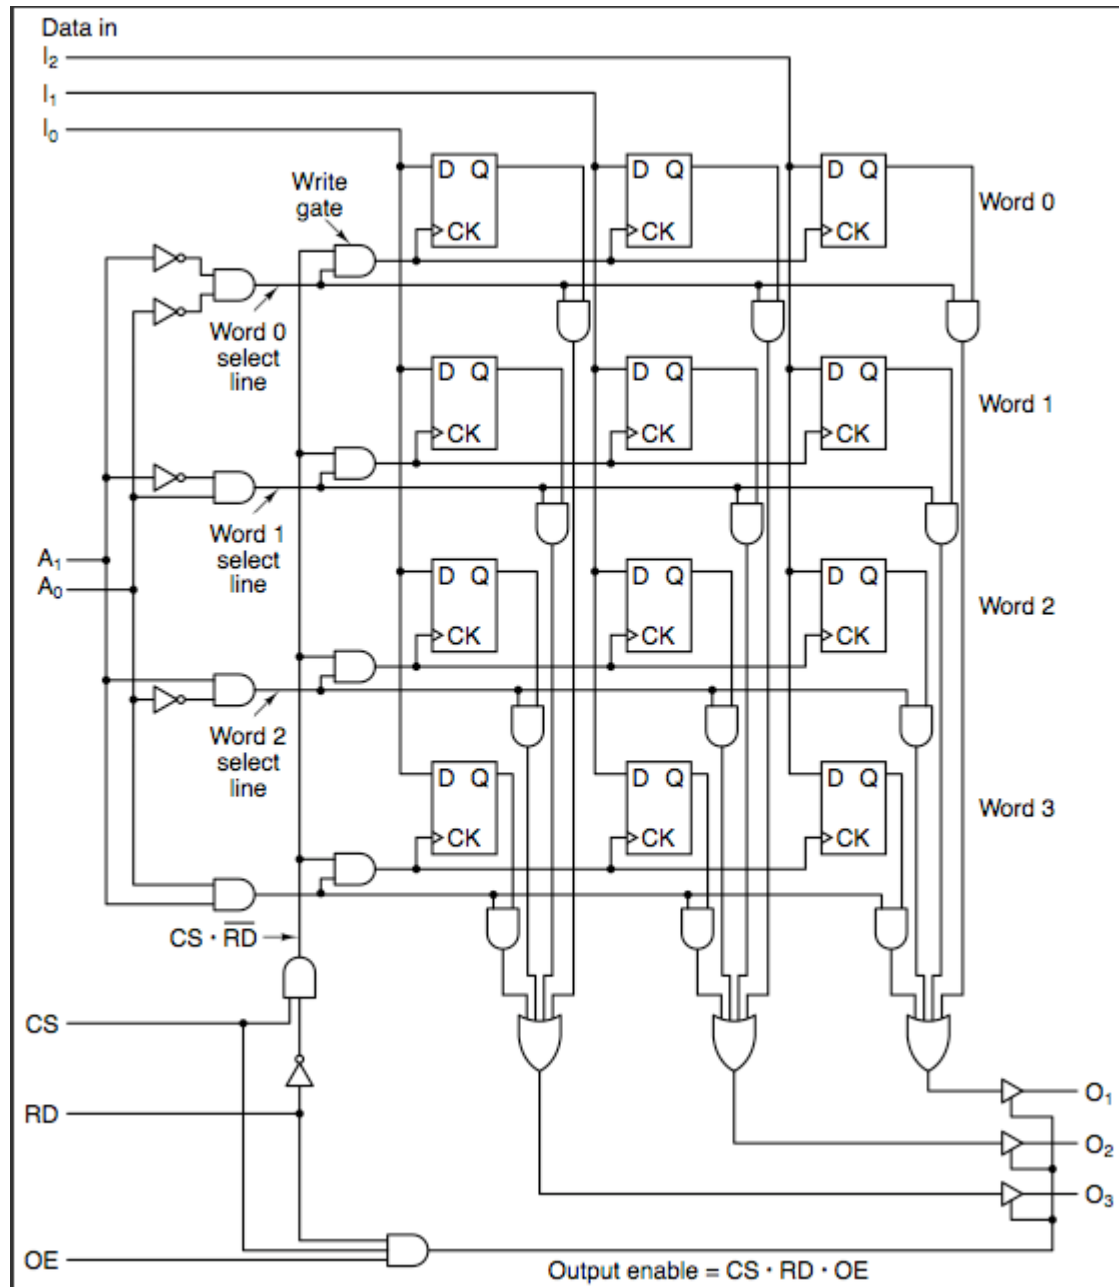 Data in
I₂
I₁
I₀
D Q
CK
D Q
CK
D Q
CK
Word 0
Write
gate
Word 0
select
line
D Q
CK
D Q
CK
D Q
CK
Word 1
Word 1
select
line
A₁
A₀
D Q
CK
D Q
CK
D Q
CK
Word 2
Word 2
select
line
D Q
CK
D Q
CK
D Q
CK
Word 3
CS · R̅D̅
CS
RD
OE
O₁
O₂
O₃
Output enable = CS · RD · OE